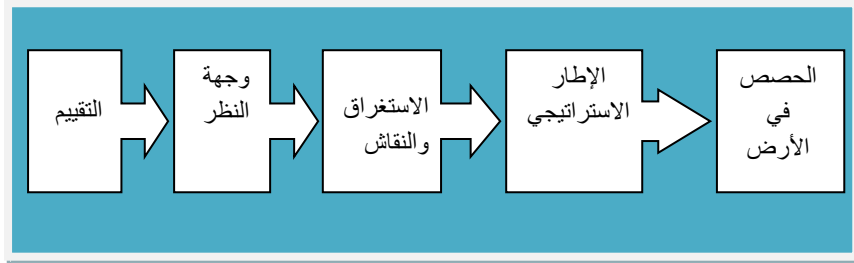 التقييم
وجهة
النظر
الاستغراق
والنقاش
الإطار
الاستراتيجي
الحصص
في
الأرض